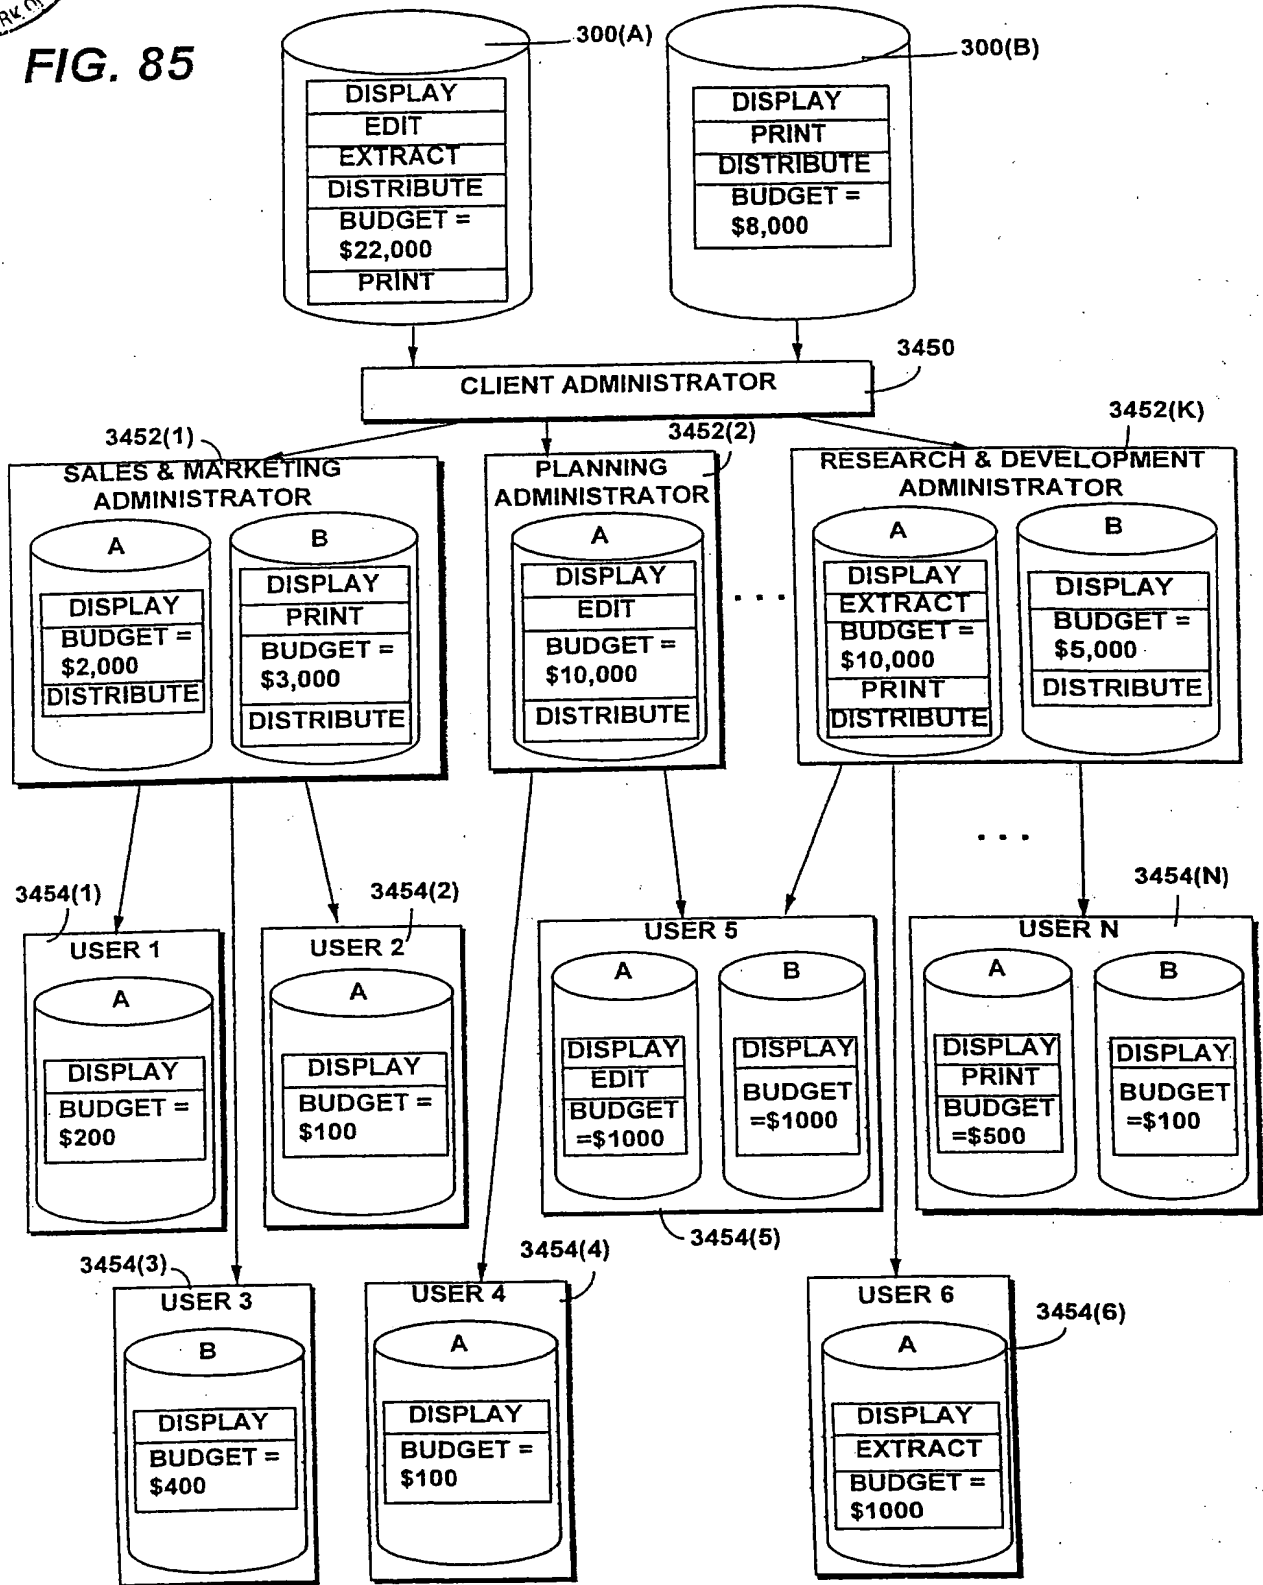 FIG. 85
300(A)
DISPLAY
EDIT
EXTRACT
DISTRIBUTE
BUDGET =
$22,000
PRINT
300(B)
DISPLAY
PRINT
DISTRIBUTE
BUDGET =
$8,000
3450
CLIENT ADMINISTRATOR
3452(1)
SALES & MARKETING
ADMINISTRATOR
A
DISPLAY
BUDGET =
$2,000
DISTRIBUTE
B
DISPLAY
PRINT
BUDGET =
$3,000
DISTRIBUTE
3452(2)
PLANNING
ADMINISTRATOR
A
DISPLAY
EDIT
BUDGET =
$10,000
DISTRIBUTE
. . .
3452(K)
RESEARCH & DEVELOPMENT
ADMINISTRATOR
A
DISPLAY
EXTRACT
BUDGET =
$10,000
PRINT
DISTRIBUTE
B
DISPLAY
BUDGET =
$5,000
DISTRIBUTE
. . .
3454(1)
USER 1
A
DISPLAY
BUDGET =
$200
3454(2)
USER 2
A
DISPLAY
BUDGET =
$100
USER 5
A
DISPLAY
EDIT
BUDGET
=$1000
B
DISPLAY
BUDGET
=$1000
3454(5)
3454(N)
USER N
A
DISPLAY
PRINT
BUDGET
=$500
B
DISPLAY
BUDGET
=$100
3454(3)
USER 3
B
DISPLAY
BUDGET =
$400
3454(4)
USER 4
A
DISPLAY
BUDGET =
$100
USER 6
3454(6)
A
DISPLAY
EXTRACT
BUDGET =
$1000